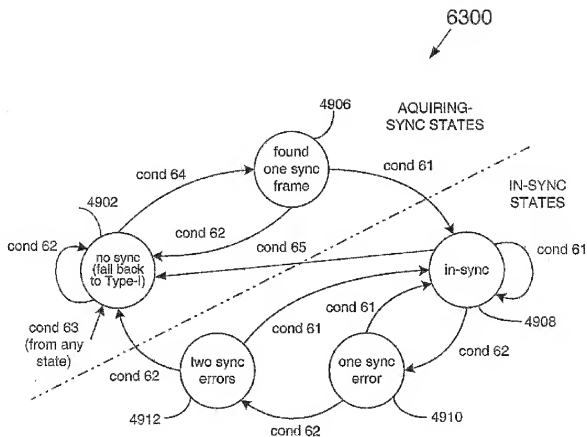 6300
4906
AQUIRING-
SYNC STATES
found
one sync
frame
cond 64
cond 61
IN-SYNC
STATES
4902
cond 62
cond 62
cond 65
cond 61
no sync
(fall back
to Type-I)
in-sync
cond 63
(from any
state)
cond 61
cond 61
4908
cond 62
cond 62
two sync
errors
one sync
error
4912
cond 62
4910